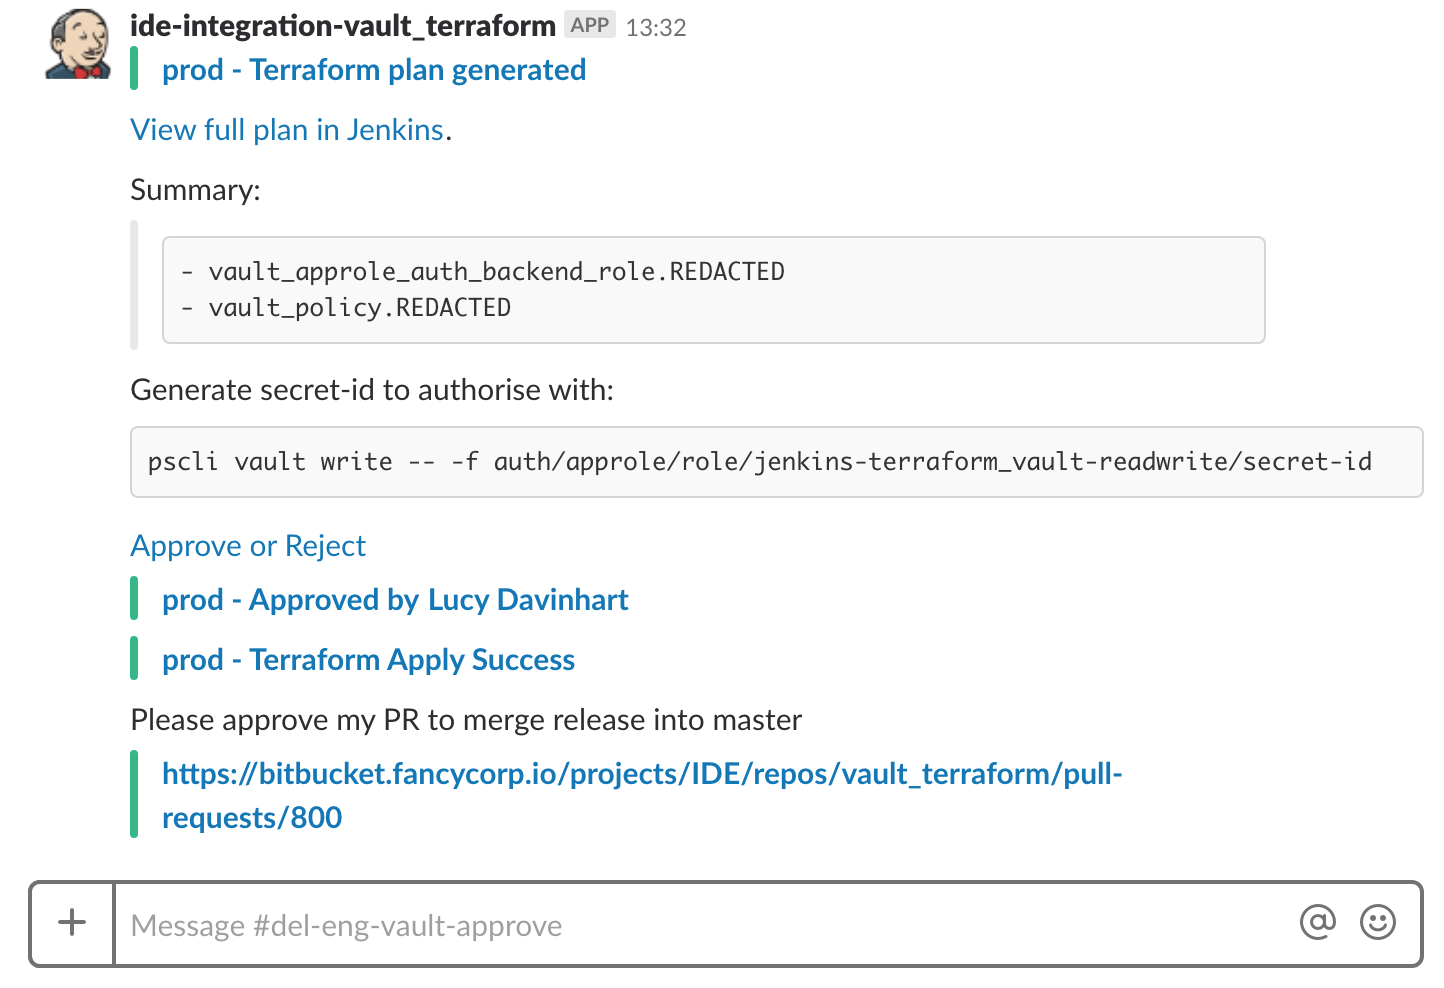 ide-integration-vault_terraform APP 13:32
prod - Terraform plan generated
View full plan in Jenkins.
Summary:
- vault_approle_auth_backend_role.REDACTED
- vault_policy.REDACTED
Generate secret-id to authorise with:
pscli vault write -- -f auth/approle/role/jenkins-terraform_vault-readwrite/secret-id
Approve or Reject
prod - Approved by Lucy Davinhart
prod - Terraform Apply Success
Please approve my PR to merge release into master
https://bitbucket.fancycorp.io/projects/IDE/repos/vault_terraform/pull-
requests/800
Message #del-eng-vault-approve